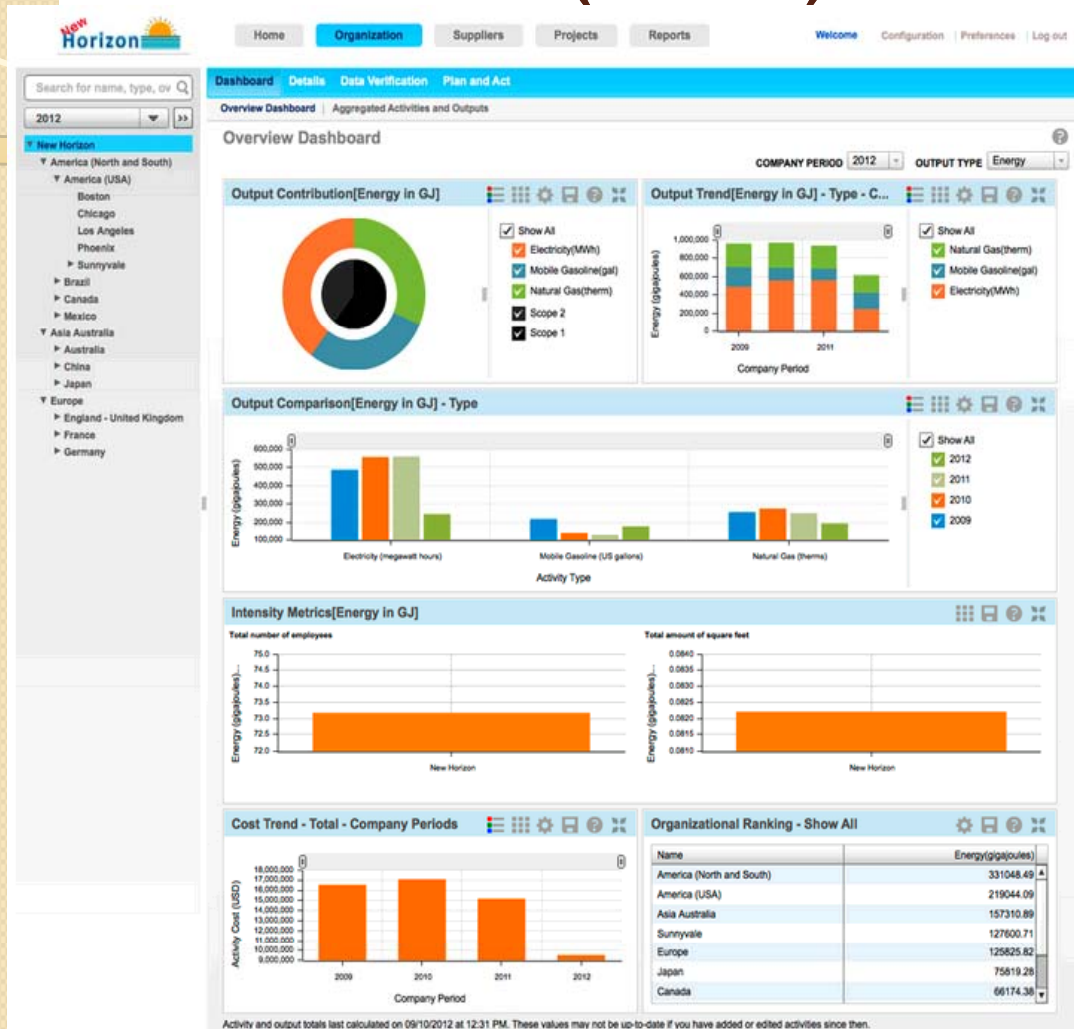 New
Horizon
Home Organization Suppliers Projects Reports Welcome Configuration | Preferences | Log out
Search for name, type, ov
2012 >>
Dashboard Details Data Verification Plan and Act
Overview Dashboard | Aggregated Activities and Outputs
New Horizon
America (North and South)
America (USA)
Boston
Chicago
Los Angeles
Phoenix
Sunnyvale
Brazil
Canada
Mexico
Asia Australia
Australia
China
Japan
Europe
England - United Kingdom
France
Germany
Overview Dashboard
COMPANY PERIOD 2012 OUTPUT TYPE Energy
Output Contribution[Energy in GJ]
Show All
Electricity(MWh)
Mobile Gasoline(gal)
Natural Gas(therm)
Scope 2
Scope 1
Output Trend[Energy in GJ] - Type - C...
Energy (gigajoules)
1,000,000
800,000
600,000
400,000
200,000
0
2009 2011
Company Period
Show All
Natural Gas(therm)
Mobile Gasoline(gal)
Electricity(MWh)
Output Comparison[Energy in GJ] - Type
Energy (gigajoules)
600,000
500,000
400,000
300,000
200,000
100,000
Electricity (megawatt hours) Mobile Gasoline (US gallons) Natural Gas (therms)
Activity Type
Show All
2012
2011
2010
2009
Intensity Metrics[Energy in GJ]
Total number of employees
Energy (gigajoules)...
75.0
74.5
74.0
73.5
73.0
72.5
72.0
New Horizon
Total amount of square feet
Energy (gigajoules)...
0.0840
0.0835
0.0830
0.0825
0.0820
0.0815
0.0810
New Horizon
Cost Trend - Total - Company Periods
Activity Cost (USD)
18,000,000
17,000,000
16,000,000
15,000,000
14,000,000
13,000,000
12,000,000
11,000,000
10,000,000
9,000,000
2009 2010 2011 2012
Company Period
Organizational Ranking - Show All
Name Energy(gigajoules)
America (North and South) 331048.49
America (USA) 219044.09
Asia Australia 157310.89
Sunnyvale 127600.71
Europe 125825.82
Japan 75819.28
Canada 66174.38
Activity and output totals last calculated on 09/10/2012 at 12:31 PM. These values may not be up-to-date if you have added or edited activities since then.